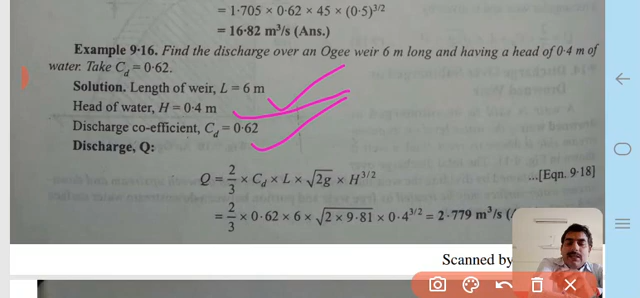 = 1·705 × 0·62 × 45 × (0·5)^{3/2}
= 16·82 m³/s (Ans.)
Example 9·16. Find the discharge over an Ogee weir 6 m long and having a head of 0·4 m of
water. Take C_d = 0·62.
Solution. Length of weir, L = 6 m
Head of water, H = 0·4 m
Discharge co-efficient, C_d = 0·62
Discharge, Q:
Q = 2/3 × C_d × L × √2g × H^{3/2} ...[Eqn. 9·18]
= 2/3 × 0·62 × 6 × √2 × 9·81 × 0·4^{3/2} = 2·779 m³/s
Scanned by